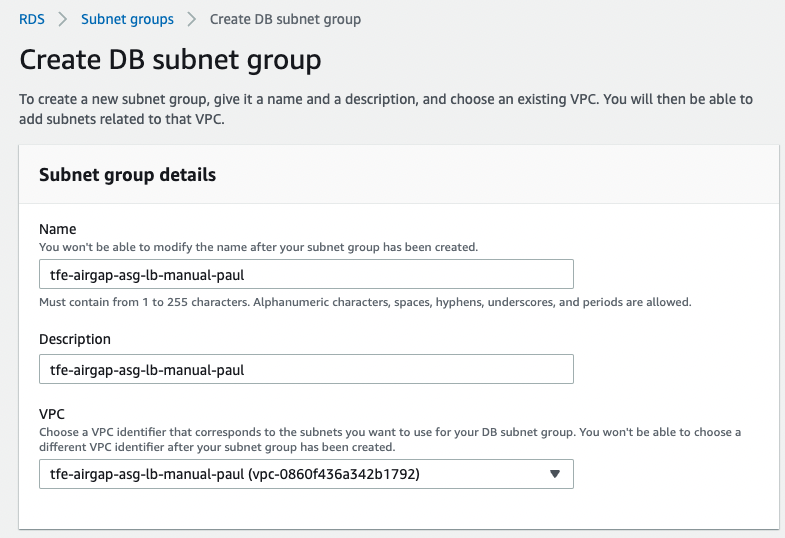 RDS > Subnet groups > Create DB subnet group
Create DB subnet group
To create a new subnet group, give it a name and a description, and choose an existing VPC. You will then be able to
add subnets related to that VPC.
Subnet group details
Name
You won't be able to modify the name after your subnet group has been created.
tfe-airgap-asg-lb-manual-paul
Must contain from 1 to 255 characters. Alphanumeric characters, spaces, hyphens, underscores, and periods are allowed.
Description
tfe-airgap-asg-lb-manual-paul
VPC
Choose a VPC identifier that corresponds to the subnets you want to use for your DB subnet group. You won't be able to choose a
different VPC identifier after your subnet group has been created.
tfe-airgap-asg-lb-manual-paul (vpc-0860f436a342b1792)